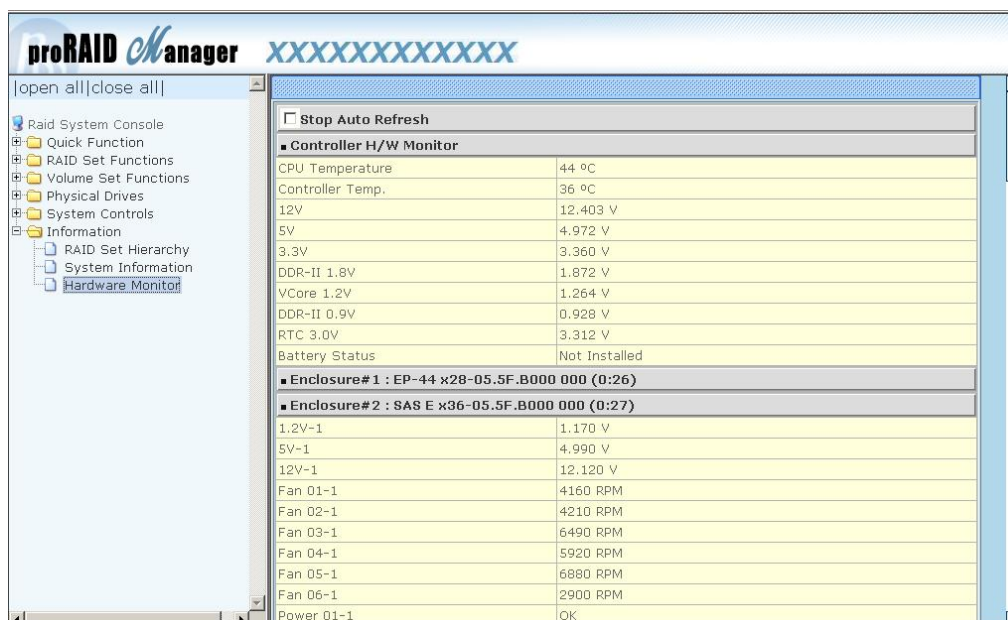 proRAID Manager XXXXXXXXXXXX
|open all|close all|
Raid System Console
Quick Function
RAID Set Functions
Volume Set Functions
Physical Drives
System Controls
Information
RAID Set Hierarchy
System Information
Hardware Monitor
Stop Auto Refresh
Controller H/W Monitor
CPU Temperature 44 ºC
Controller Temp. 36 ºC
12V 12.403 V
5V 4.972 V
3.3V 3.360 V
DDR-II 1.8V 1.872 V
VCore 1.2V 1.264 V
DDR-II 0.9V 0.928 V
RTC 3.0V 3.312 V
Battery Status Not Installed
Enclosure#1 : EP-44 x28-05.5F.B000 000 (0:26)
Enclosure#2 : SAS E x36-05.5F.B000 000 (0:27)
1.2V-1 1.170 V
5V-1 4.990 V
12V-1 12.120 V
Fan 01-1 4160 RPM
Fan 02-1 4210 RPM
Fan 03-1 6490 RPM
Fan 04-1 5920 RPM
Fan 05-1 6880 RPM
Fan 06-1 2900 RPM
Power 01-1 OK